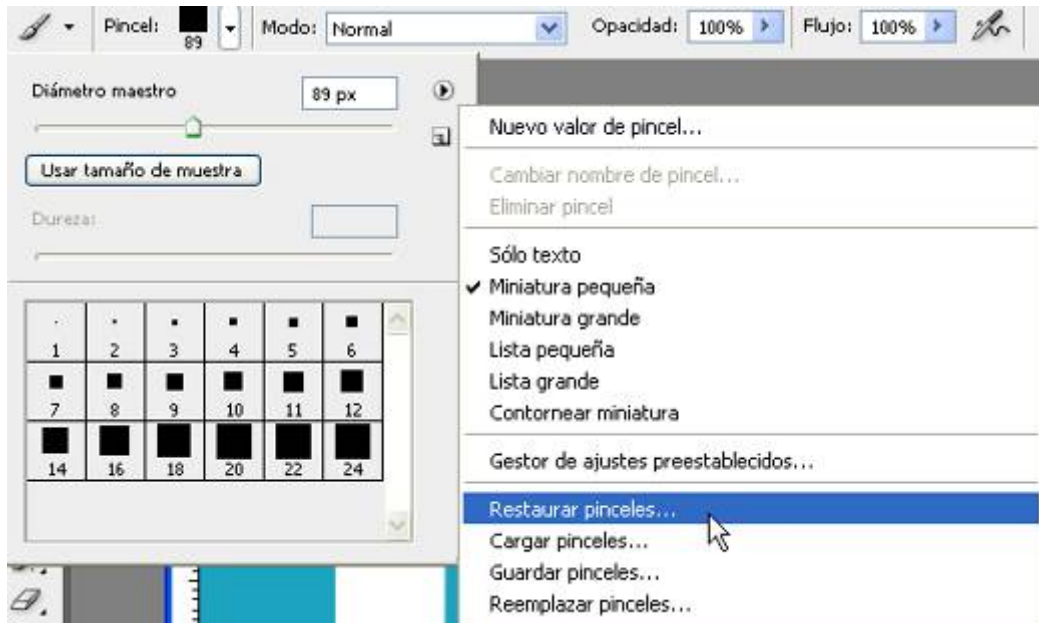 Pincel: 89 Modo: Normal Opacidad: 100% Flujo: 100%
Diámetro maestro 89 px
Usar tamaño de muestra
Dureza:
1 2 3 4 5 6
7 8 9 10 11 12
14 16 18 20 22 24
Nuevo valor de pincel...
Cambiar nombre de pincel...
Eliminar pincel
Sólo texto
Miniatura pequeña
Miniatura grande
Lista pequeña
Lista grande
Contornear miniatura
Gestor de ajustes preestablecidos...
Restaurar pinceles...
Cargar pinceles...
Guardar pinceles...
Reemplazar pinceles...